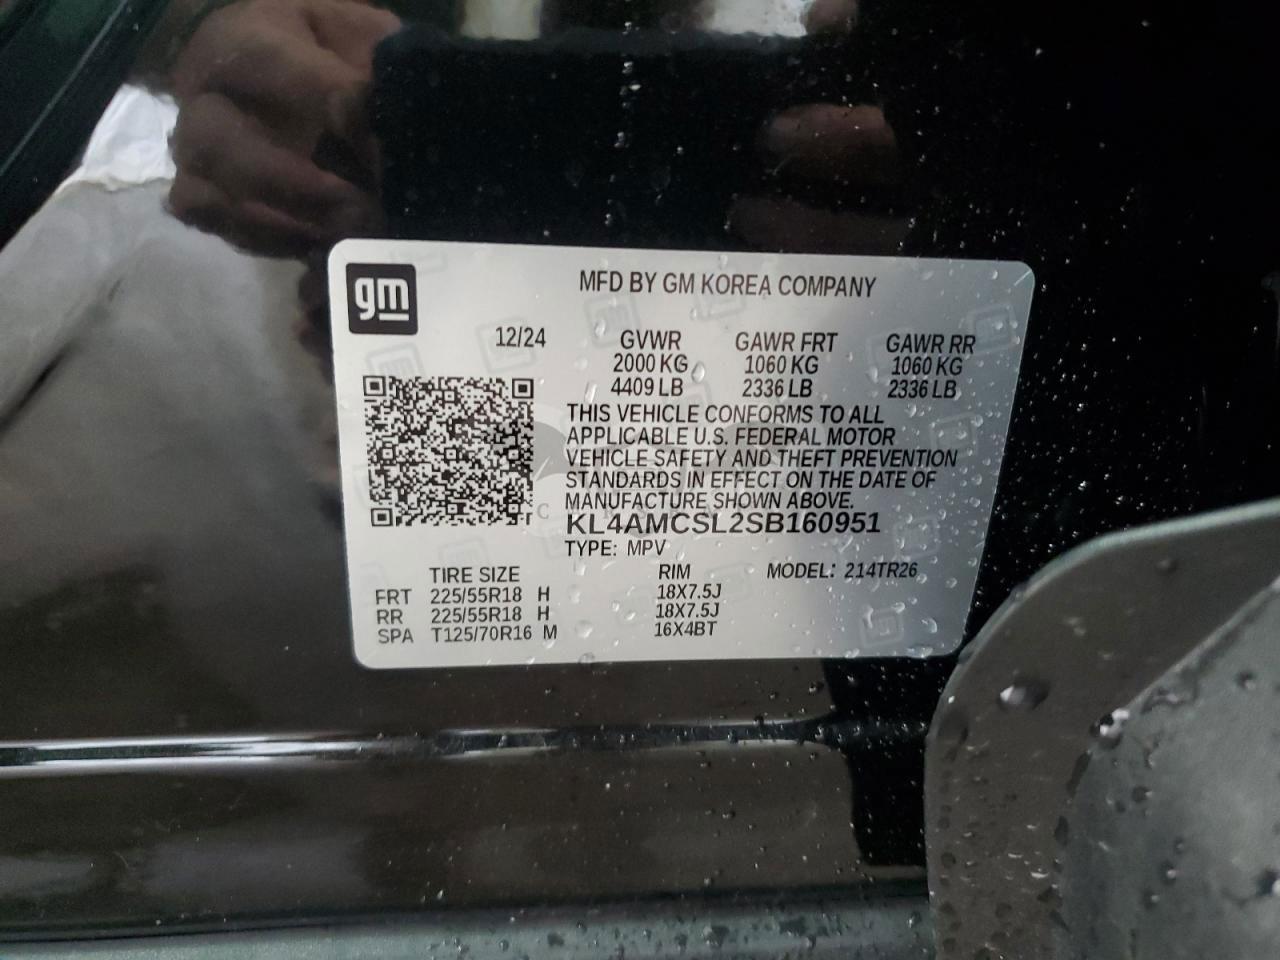 gm
MFD BY GM KOREA COMPANY
12/24 GVWR GAWR FRT GAWR RR
2000 KG 1060 KG 1060 KG
4409 LB 2336 LB 2336 LB
THIS VEHICLE CONFORMS TO ALL
APPLICABLE U.S. FEDERAL MOTOR
VEHICLE SAFETY AND THEFT PREVENTION
STANDARDS IN EFFECT ON THE DATE OF
MANUFACTURE SHOWN ABOVE.
KL4AMCSL2SB160951
TYPE: MPV
TIRE SIZE RIM MODEL: 214TR26
FRT 225/55R18 H 18X7.5J
RR 225/55R18 H 18X7.5J
SPA T125/70R16 M 16X4BT